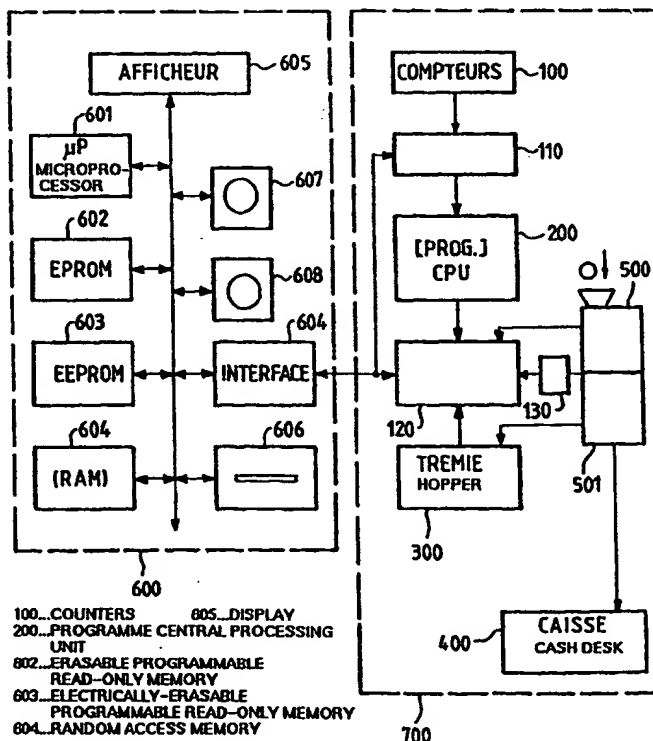 AFFICHEUR
605
601
µP
MICROPRO-
CESSOR
607
602
EPROM
608
603
EEPROM
604
INTERFACE
604
(RAM)
606
600
COMPTEURS
100
110
[PROG.]
CPU
200
500
130
120
501
TREMIE
HOPPER
300
400
CAISSE
CASH DESK
700
100...COUNTERS 605...DISPLAY
200...PROGRAMME CENTRAL PROCESSING
UNIT
602...ERASABLE PROGRAMMABLE
READ-ONLY MEMORY
603...ELECTRICALLY-ERASABLE
PROGRAMMABLE READ-ONLY MEMORY
604...RANDOM ACCESS MEMORY